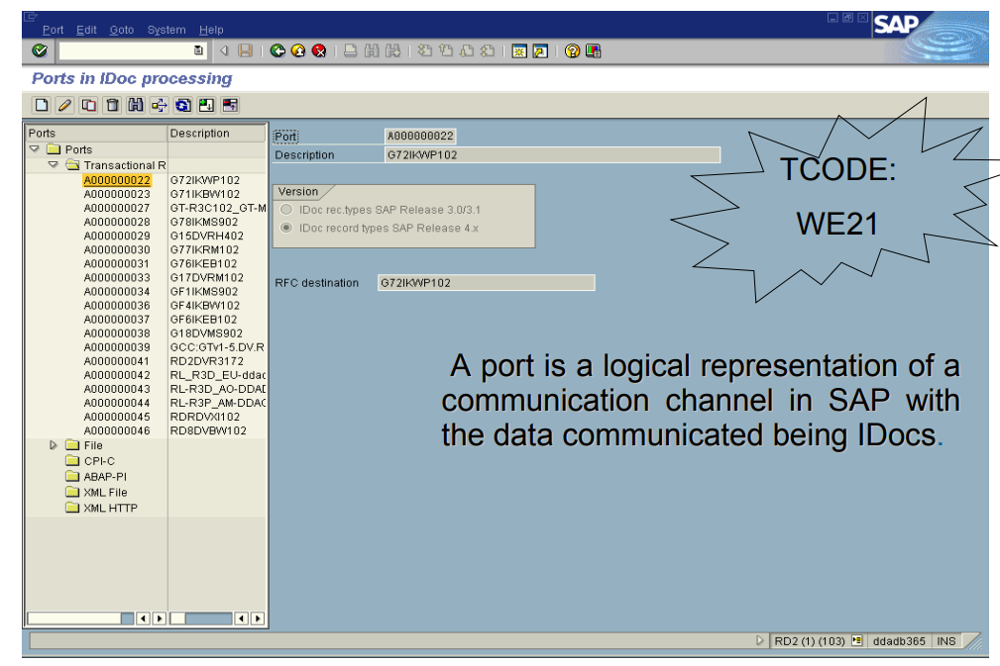 Port Edit Goto System Help
SAP
Ports in IDoc processing
Ports Description
Ports
Transactional R
A000000022 G72IKWP102
A000000023 G71IKBW102
A000000027 GT-R3C102_GT-M
A000000028 G78IKMS902
A000000029 G15DVRH402
A000000030 G77IKRM102
A000000031 G76IKEB102
A000000033 G17DVRM102
A000000034 GF1IKMS902
A000000036 GF4IKBW102
A000000037 GF6IKEB102
A000000038 G18DVMS902
A000000039 GCC:GTv1-5.DV.R
A000000041 RD2DVR3172
A000000042 RL_R3D_EU-ddac
A000000043 RL-R3D_AO-DDAD
A000000044 RL-R3P_AM-DDAC
A000000045 RDRDVXI102
A000000046 RD8DVBW102
File
CPI-C
ABAP-PI
XML File
XML HTTP
Port A000000022
Description G72IKWP102
Version
IDoc rec.types SAP Release 3.0/3.1
IDoc record types SAP Release 4.x
RFC destination G72IKWP102
TCODE:
WE21
A port is a logical representation of a
communication channel in SAP with
the data communicated being IDocs.
RD2 (1) (103) ddadb365 INS